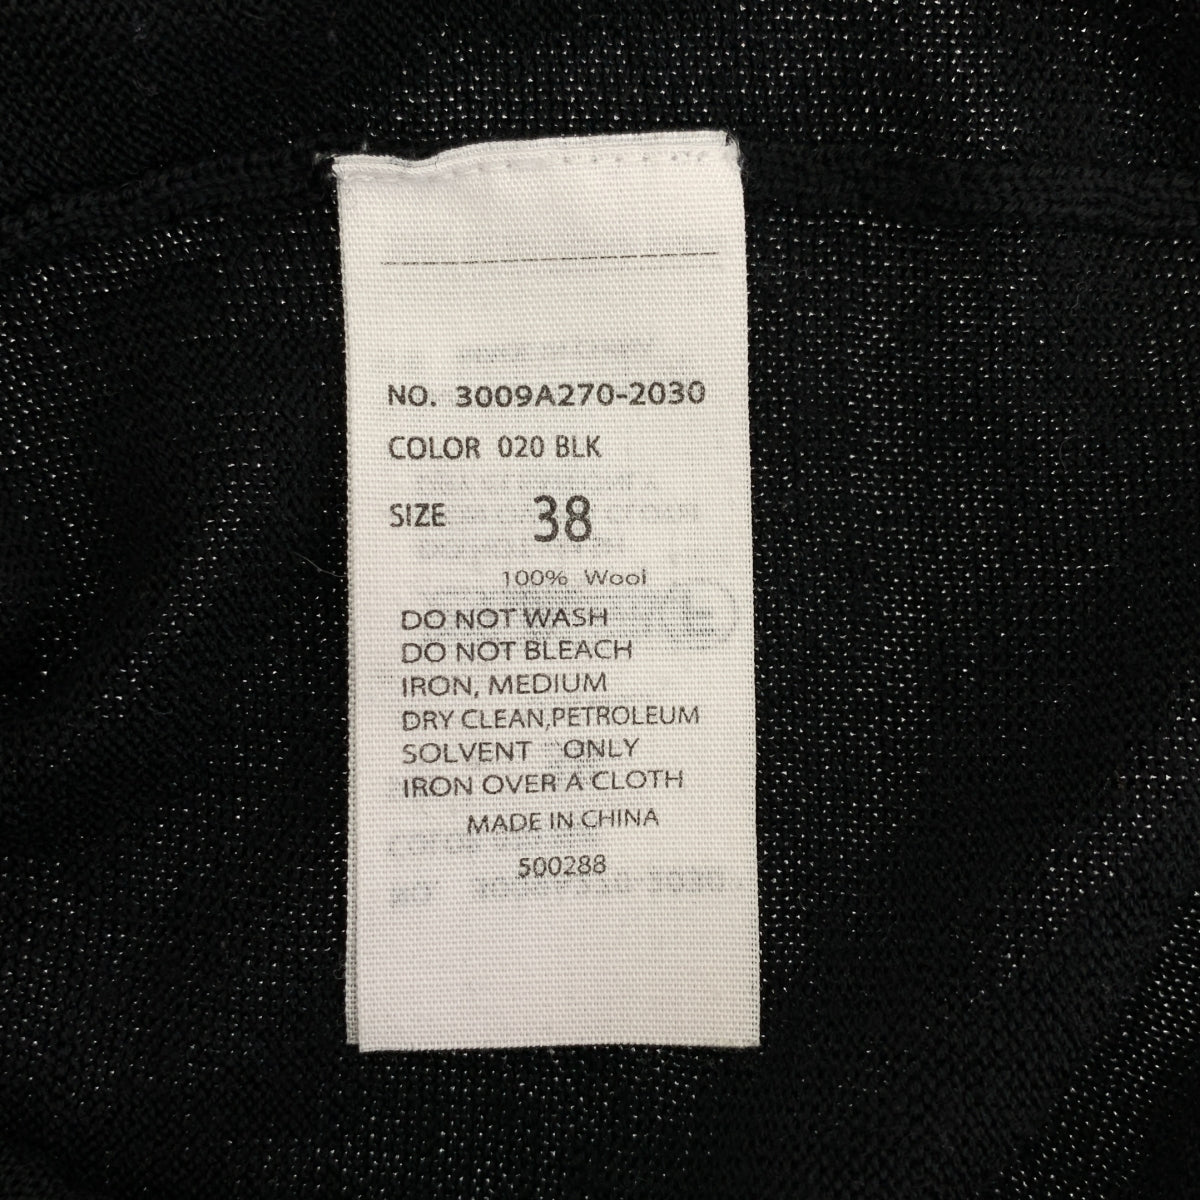 NO. 3009A270-2030
COLOR 020 BLK
SIZE 38
100% Wool
DO NOT WASH
DO NOT BLEACH
IRON, MEDIUM
DRY CLEAN,PETROLEUM
SOLVENT ONLY
IRON OVER A CLOTH
MADE IN CHINA
500288